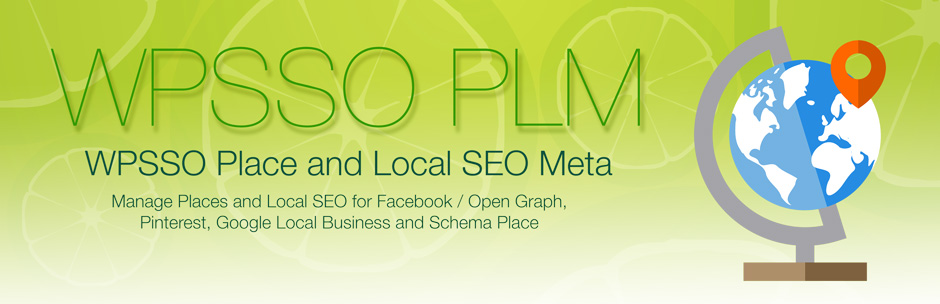 WPSSO PLM
WPSSO Place and Local SEO Meta
Manage Places and Local SEO for Facebook / Open Graph,
Pinterest, Google Local Business and Schema Place